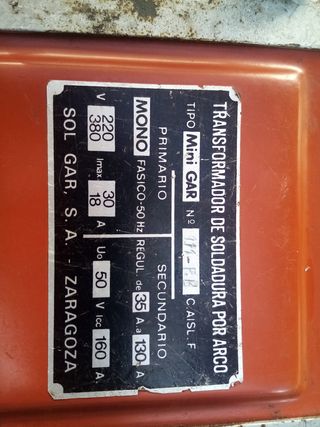 TRANSFORMADOR DE SOLDADURA POR ARCO
TIPO Mini GAR Nº C.AISL. F
PRIMARIO SECUNDARIO
MONO FASICO-50 Hz REGUL. de 35 A. a 130 A.
V 220 380 Imax. 30 18 A Uo 50 V Icc 160 A
SOL GAR, S. A. - ZARAGOZA